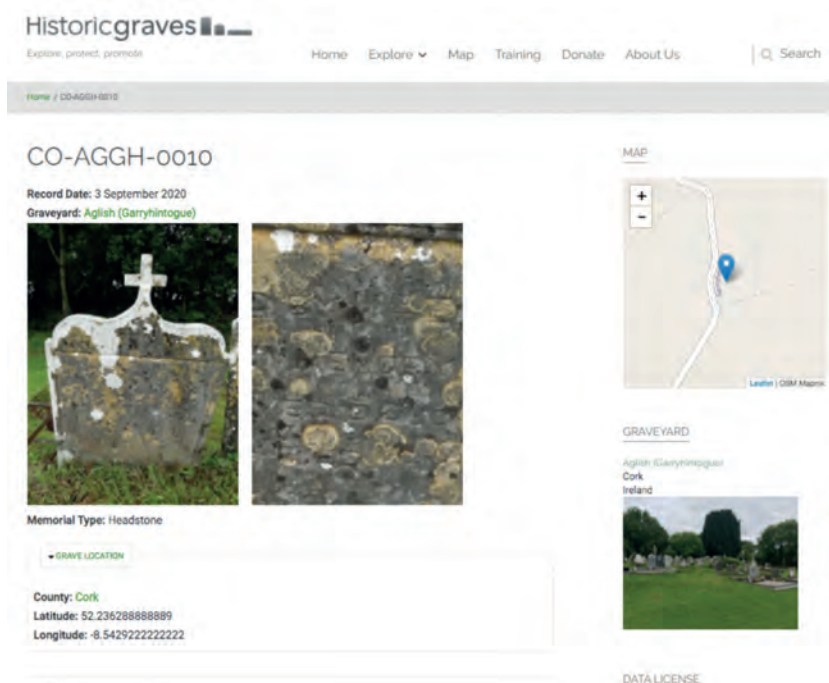 Historicgraves
Explore, protect, promote
Home Explore Map Training Donate About Us Search
Home / CO-AGGH-0010
CO-AGGH-0010
Record Date: 3 September 2020
Graveyard: Aglish (Garryhintogue)
Memorial Type: Headstone
GRAVE LOCATION
County: Cork
Latitude: 52.236288888889
Longitude: -8.5429222222222
MAP
+
-
Leaflet | OSM Mapnik
GRAVEYARD
Aglish (Garryhintogue)
Cork
Ireland
DATA LICENSE